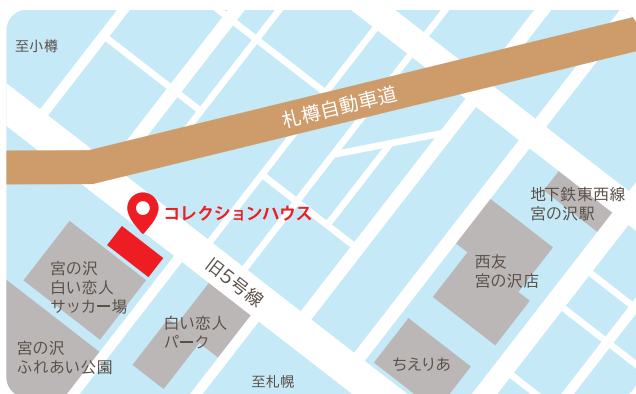 至小樽
札樽自動車道
地下鉄東西線
宮の沢駅
コレクションハウス
旧5号線
西友
宮の沢店
宮の沢
白い恋人
サッカー場
白い恋人
パーク
宮の沢
ふれあい公園
ちえりあ
至札幌